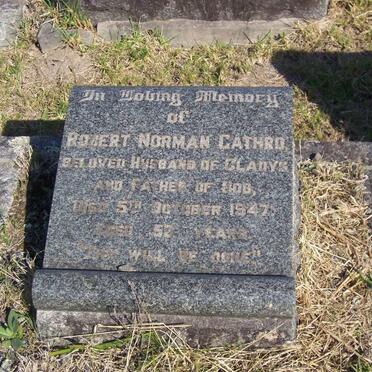 In Loving Memory
of
ROBERT NORMAN CATHRO
BELOVED HUSBAND OF GLADYS
AND FATHER OF BOB,
DIED 5TH OCTOBER 1947,
AGED 52 YEARS.
"THY WILL BE DONE"